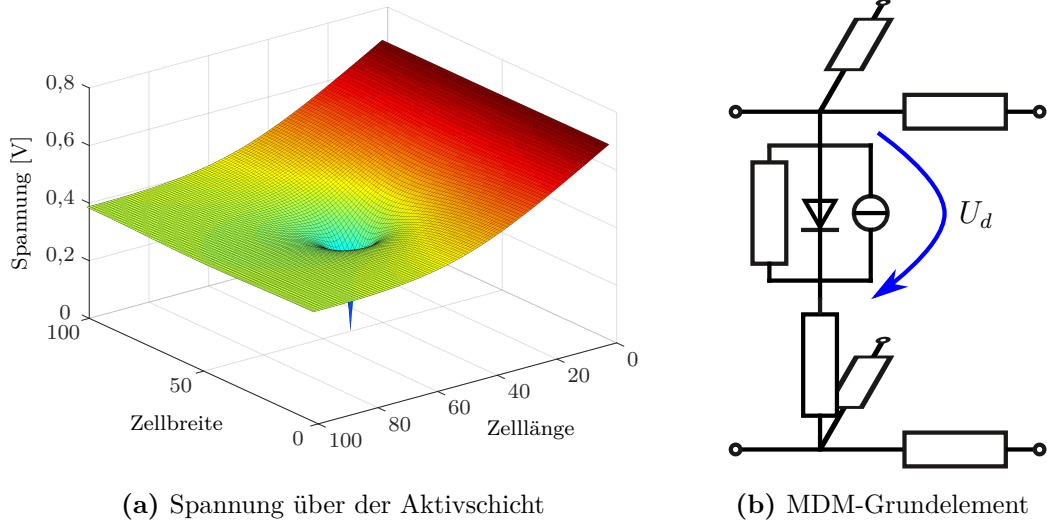 0,8
0,6
0,4
0,2
0
Spannung [V]
100
50
0
Zellbreite
100
80
60
40
20
0
Zelllänge
U_d
(a) Spannung über der Aktivschicht
(b) MDM-Grundelement